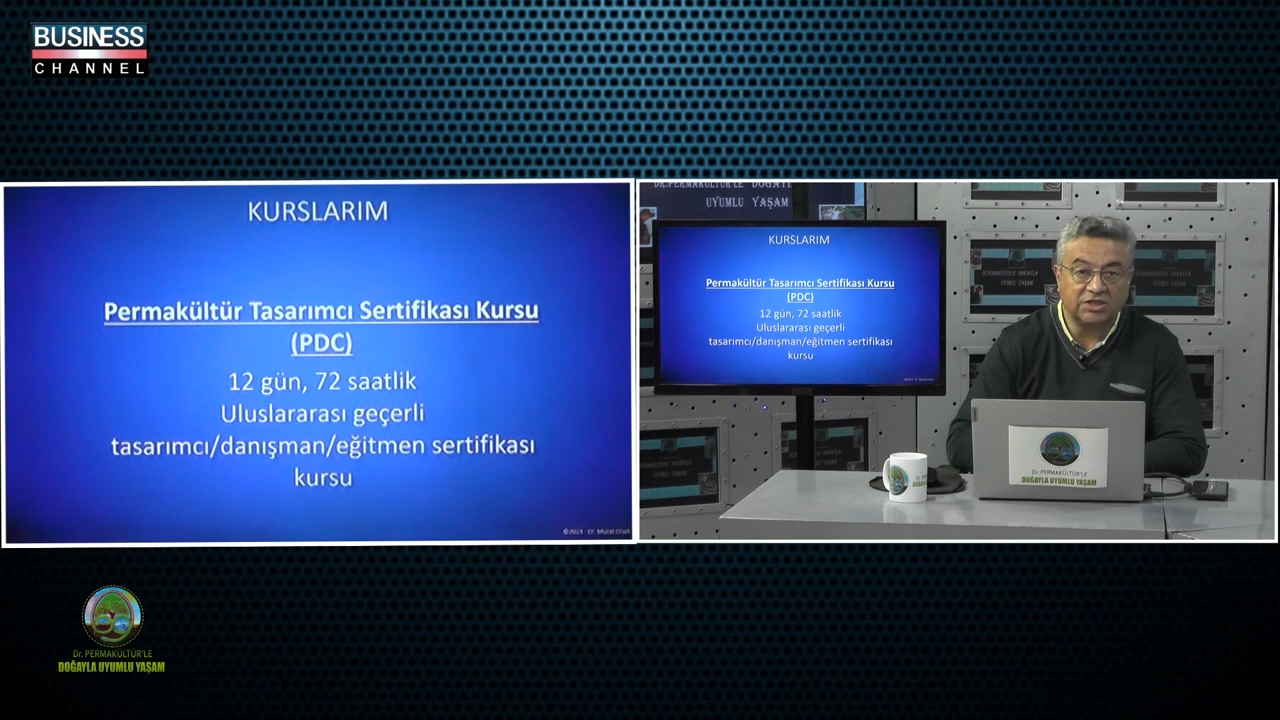 BUSINESS
CHANNEL
KURSLARIM
Permakültür Tasarımcı Sertifikası Kursu
(PDC)
12 gün, 72 saatlik
Uluslararası geçerli
tasarımcı/danışman/eğitmen sertifikası
kursu
DR.PERMAKÜLTÜR'LE DOĞAYL
UYUMLU YAŞAM
KURSLARIM
Permakültür Tasarımcı Sertifikası Kursu
(PDC)
12 gün, 72 saatlik
Uluslararası geçerli
tasarımcı/danışman/eğitmen sertifikası
kursu
Dr. PERMAKÜLTÜR'LE
DOĞAYLA UYUMLU YAŞAM
Dr. PERMAKÜLTÜR'LE
DOĞAYLA UYUMLU YAŞAM